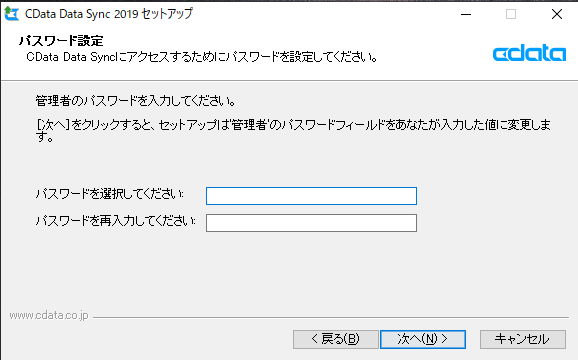 CData Data Sync 2019 セットアップ
パスワード設定
CData Data Syncにアクセスするためにパスワードを設定してください。
cdata
管理者のパスワードを入力してください。
[次へ]をクリックすると、セットアップは'管理者'のパスワードフィールドをあなたが入力した値に変更しま
す。
パスワードを選択してください:
パスワードを再入力してください:
www.cdata.co.jp
< 戻る(B)
次へ(N) >
キャンセル